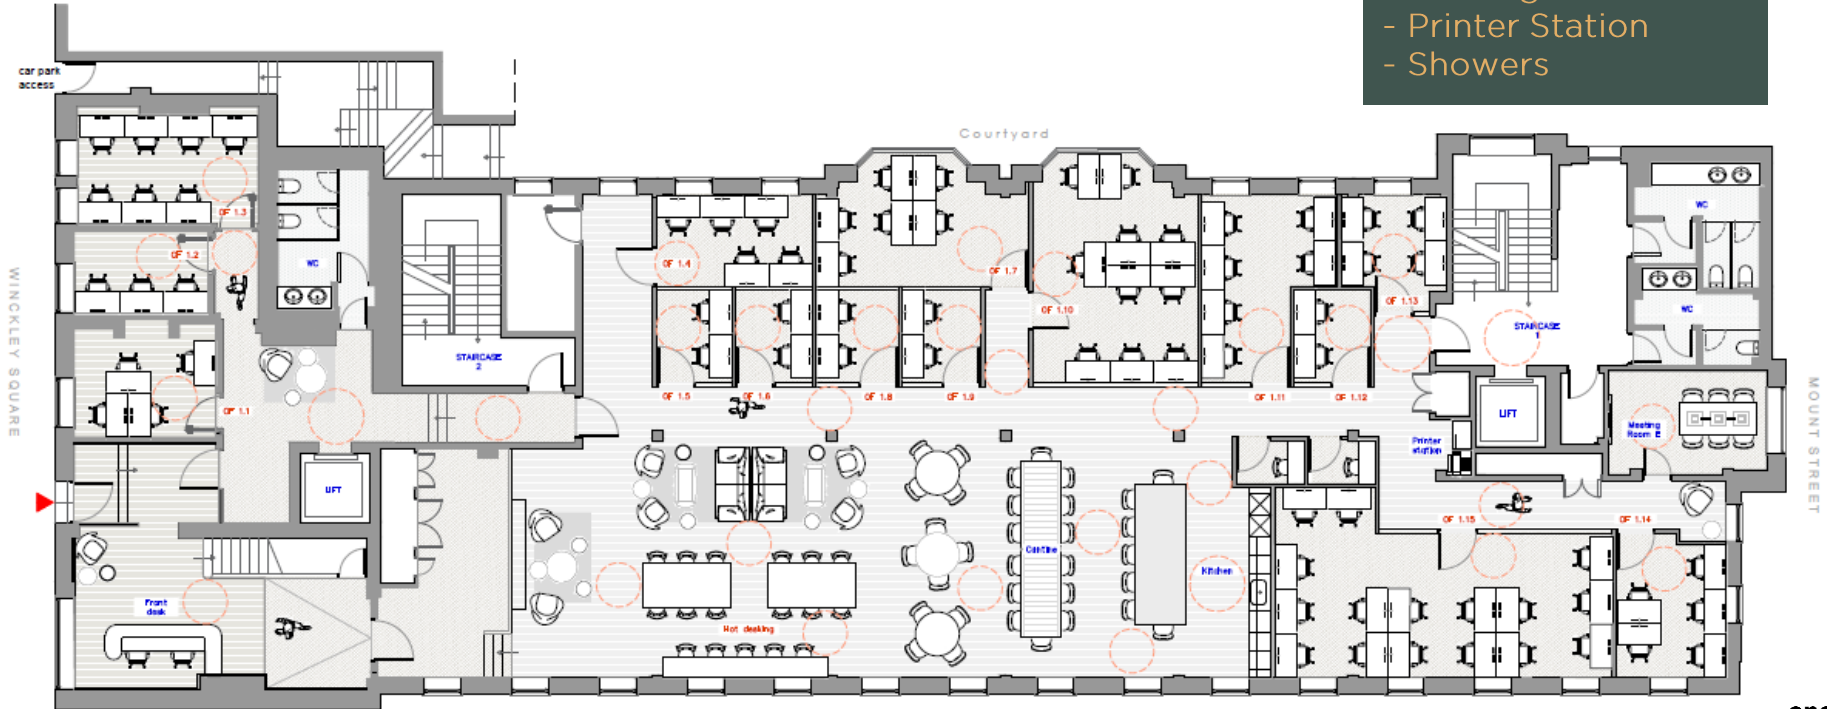 - Printer Station
- Showers
car park
access
Courtyard
WINCKLEY SQUARE
MOUNT STREET
OF 1.3
OF 1.2
OF 1.1
WC
STAIRCASE
2
LIFT
Front
desk
OF 1.4
OF 1.5
OF 1.6
OF 1.7
OF 1.8
OF 1.9
OF 1.10
OF 1.11
OF 1.12
OF 1.13
STAIRCASE
1
WC
WC
LIFT
Meeting
Room 2
Printer
station
OF 1.15
OF 1.14
Hot desking
Cantine
Kitchen